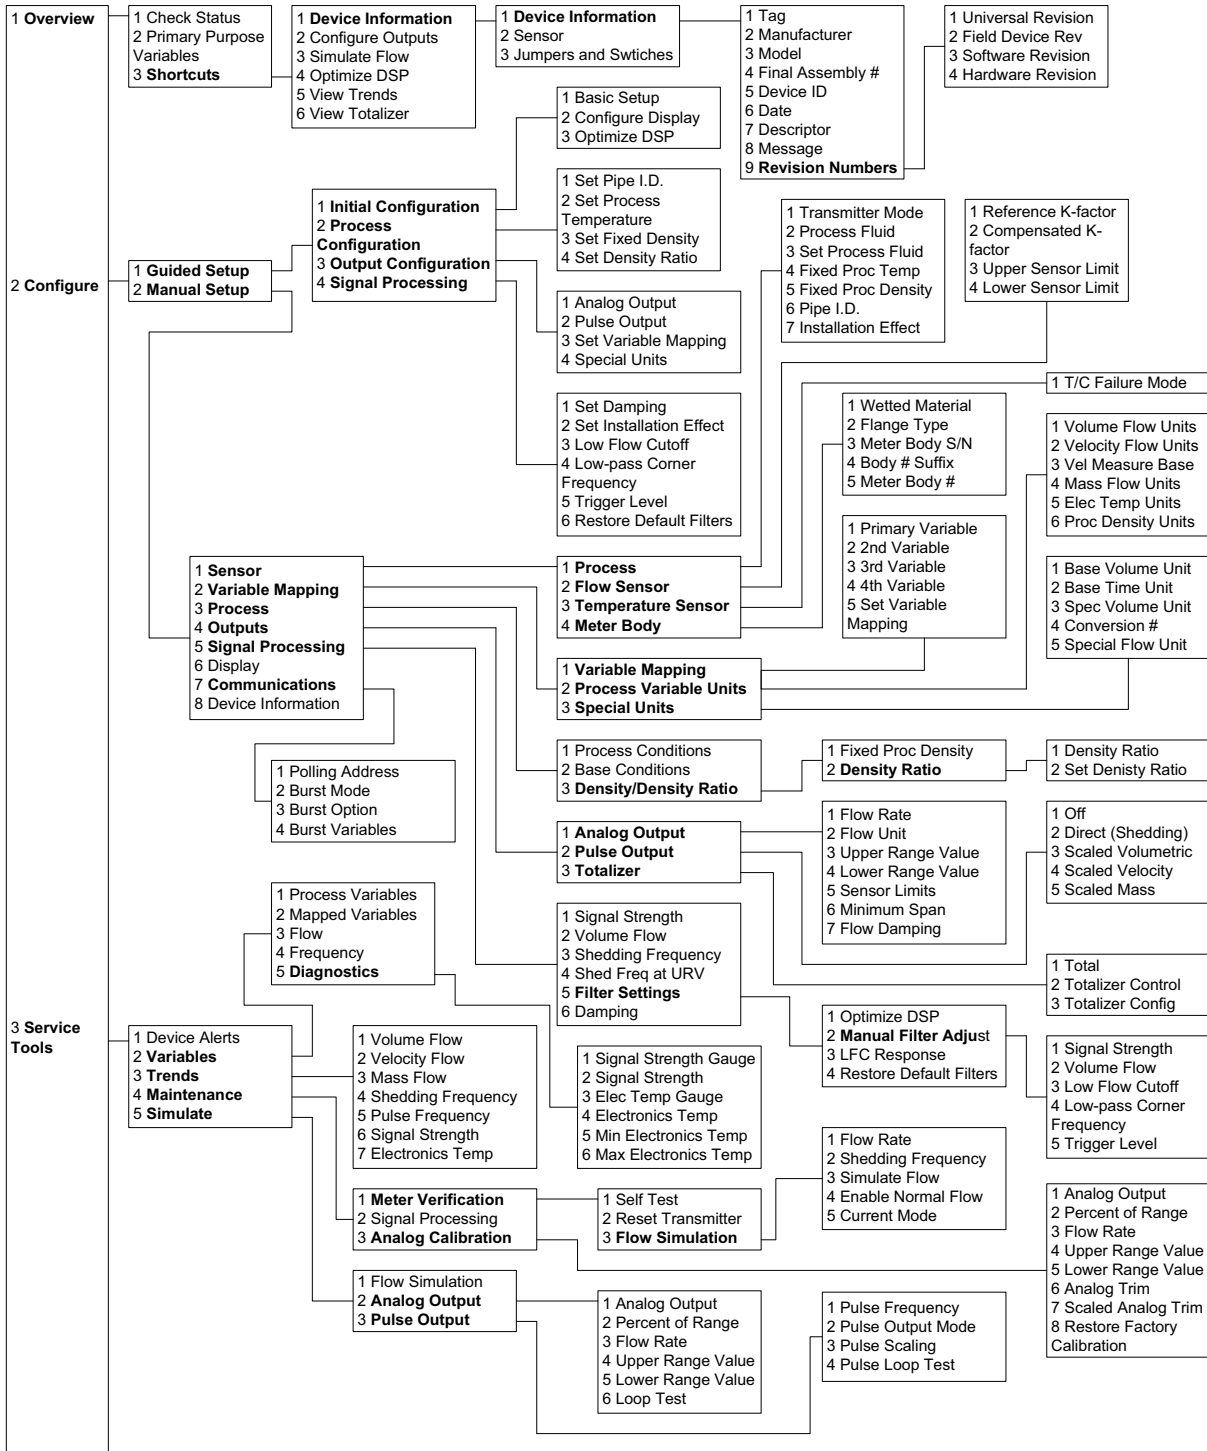 1 Overview
1 Check Status
2 Primary Purpose
Variables
3 Shortcuts
1 Device Information
2 Configure Outputs
3 Simulate Flow
4 Optimize DSP
5 View Trends
6 View Totalizer
1 Device Information
2 Sensor
3 Jumpers and Swtiches
1 Tag
2 Manufacturer
3 Model
4 Final Assembly #
5 Device ID
6 Date
7 Descriptor
8 Message
9 Revision Numbers
1 Universal Revision
2 Field Device Rev
3 Software Revision
4 Hardware Revision
2 Configure
1 Guided Setup
2 Manual Setup
1 Initial Configuration
2 Process
Configuration
3 Output Configuration
4 Signal Processing
1 Basic Setup
2 Configure Display
3 Optimize DSP
1 Set Pipe I.D.
2 Set Process
Temperature
3 Set Fixed Density
4 Set Density Ratio
1 Analog Output
2 Pulse Output
3 Set Variable Mapping
4 Special Units
1 Set Damping
2 Set Installation Effect
3 Low Flow Cutoff
4 Low-pass Corner
Frequency
5 Trigger Level
6 Restore Default Filters
1 Transmitter Mode
2 Process Fluid
3 Set Process Fluid
4 Fixed Proc Temp
5 Fixed Proc Density
6 Pipe I.D.
7 Installation Effect
1 Reference K-factor
2 Compensated K-
factor
3 Upper Sensor Limit
4 Lower Sensor Limit
1 T/C Failure Mode
1 Wetted Material
2 Flange Type
3 Meter Body S/N
4 Body # Suffix
5 Meter Body #
1 Volume Flow Units
2 Velocity Flow Units
3 Vel Measure Base
4 Mass Flow Units
5 Elec Temp Units
6 Proc Density Units
1 Primary Variable
2 2nd Variable
3 3rd Variable
4 4th Variable
5 Set Variable
Mapping
1 Base Volume Unit
2 Base Time Unit
3 Spec Volume Unit
4 Conversion #
5 Special Flow Unit
1 Sensor
2 Variable Mapping
3 Process
4 Outputs
5 Signal Processing
6 Display
7 Communications
8 Device Information
1 Process
2 Flow Sensor
3 Temperature Sensor
4 Meter Body
1 Variable Mapping
2 Process Variable Units
3 Special Units
1 Process Conditions
2 Base Conditions
3 Density/Density Ratio
1 Fixed Proc Density
2 Density Ratio
1 Density Ratio
2 Set Denisty Ratio
1 Polling Address
2 Burst Mode
3 Burst Option
4 Burst Variables
1 Analog Output
2 Pulse Output
3 Totalizer
1 Flow Rate
2 Flow Unit
3 Upper Range Value
4 Lower Range Value
5 Sensor Limits
6 Minimum Span
7 Flow Damping
1 Off
2 Direct (Shedding)
3 Scaled Volumetric
4 Scaled Velocity
5 Scaled Mass
1 Total
2 Totalizer Control
3 Totalizer Config
1 Signal Strength
2 Volume Flow
3 Shedding Frequency
4 Shed Freq at URV
5 Filter Settings
6 Damping
1 Optimize DSP
2 Manual Filter Adjust
3 LFC Response
4 Restore Default Filters
1 Signal Strength
2 Volume Flow
3 Low Flow Cutoff
4 Low-pass Corner
Frequency
5 Trigger Level
3 Service
Tools
1 Device Alerts
2 Variables
3 Trends
4 Maintenance
5 Simulate
1 Process Variables
2 Mapped Variables
3 Flow
4 Frequency
5 Diagnostics
1 Volume Flow
2 Velocity Flow
3 Mass Flow
4 Shedding Frequency
5 Pulse Frequency
6 Signal Strength
7 Electronics Temp
1 Signal Strength Gauge
2 Signal Strength
3 Elec Temp Gauge
4 Electronics Temp
5 Min Electronics Temp
6 Max Electronics Temp
1 Meter Verification
2 Signal Processing
3 Analog Calibration
1 Self Test
2 Reset Transmitter
3 Flow Simulation
1 Flow Rate
2 Shedding Frequency
3 Simulate Flow
4 Enable Normal Flow
5 Current Mode
1 Analog Output
2 Percent of Range
3 Flow Rate
4 Upper Range Value
5 Lower Range Value
6 Analog Trim
7 Scaled Analog Trim
8 Restore Factory
Calibration
1 Flow Simulation
2 Analog Output
3 Pulse Output
1 Analog Output
2 Percent of Range
3 Flow Rate
4 Upper Range Value
5 Lower Range Value
6 Loop Test
1 Pulse Frequency
2 Pulse Output Mode
3 Pulse Scaling
4 Pulse Loop Test